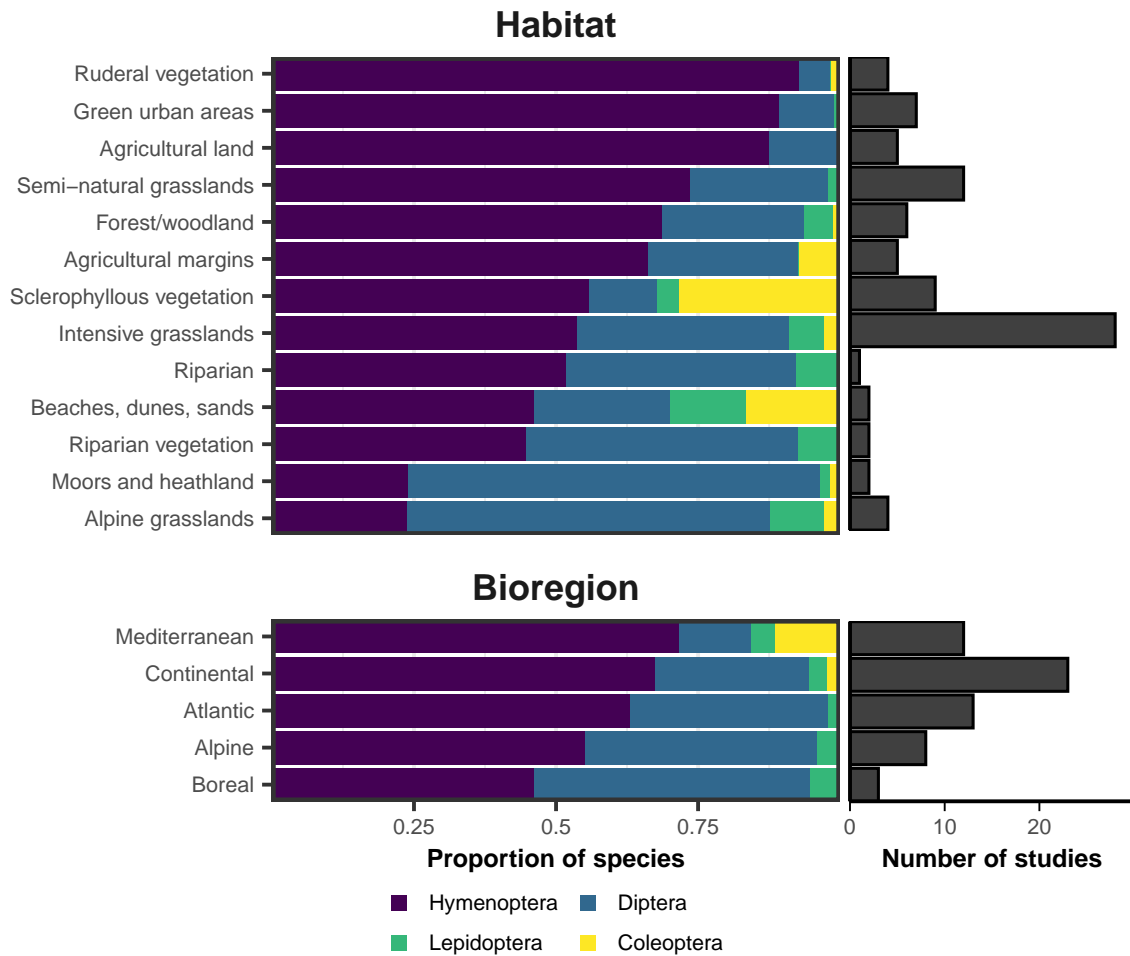 Habitat
Ruderal vegetation
Green urban areas
Agricultural land
Semi−natural grasslands
Forest/woodland
Agricultural margins
Sclerophyllous vegetation
Intensive grasslands
Riparian
Beaches, dunes, sands
Riparian vegetation
Moors and heathland
Alpine grasslands
Bioregion
Mediterranean
Continental
Atlantic
Alpine
Boreal
0.25 0.5 0.75 0 10 20
Proportion of species Number of studies
Hymenoptera Diptera
Lepidoptera Coleoptera